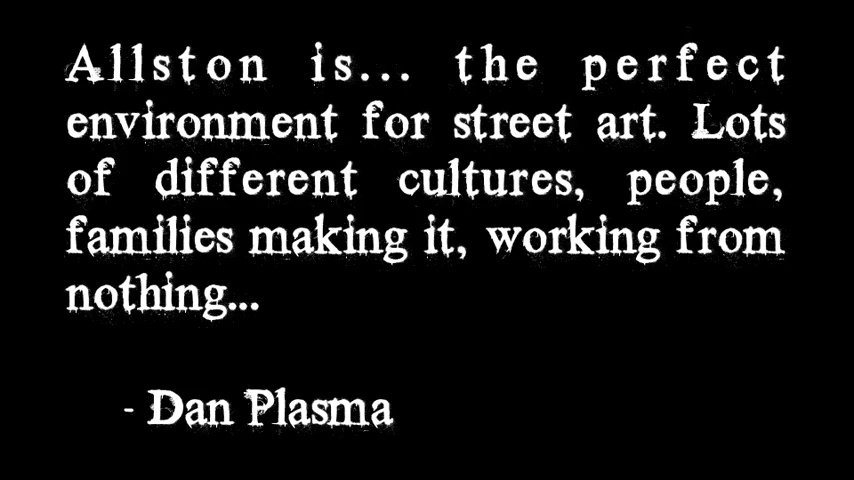 Allston is... the perfect
environment for street art. Lots
of different cultures, people,
families making it, working from
nothing...
- Dan Plasma